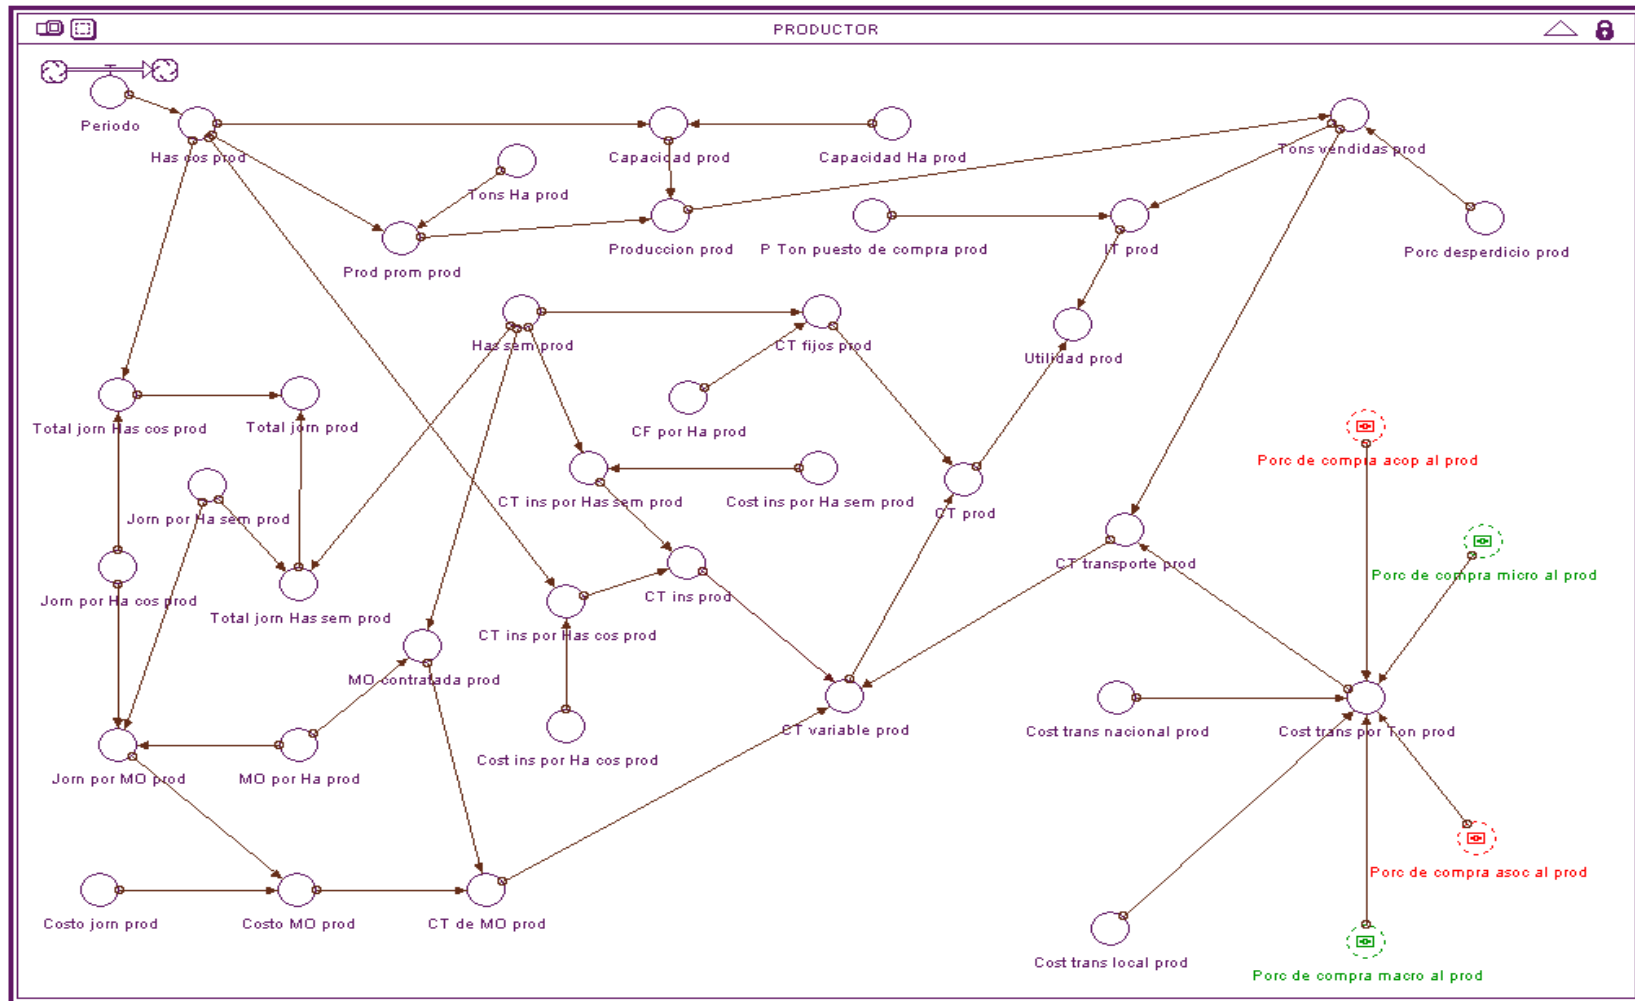 PRODUCTOR
Periodo
Has cos prod
Capacidad prod
Capacidad Ha prod
Tons vendidas prod
Tons Ha prod
Prod prom prod
Produccion prod
P Ton puesto de compra prod
IT prod
Porc desperdicio prod
Has sem prod
CT fijos prod
Utilidad prod
Total jorn Has cos prod
Total jorn prod
CF por Ha prod
Porc de compra acop al prod
CT ins por Has sem prod
Cost ins por Ha sem prod
CT prod
Jorn por Ha sem prod
CT transporte prod
Porc de compra micro al prod
Jorn por Ha cos prod
Total jorn Has sem prod
CT ins por Has cos prod
CT ins prod
MO contratada prod
CT variable prod
Cost trans nacional prod
Cost trans por Ton prod
Jorn por MO prod
MO por Ha prod
Cost ins por Ha cos prod
Porc de compra asoc al prod
Costo jorn prod
Costo MO prod
CT de MO prod
Cost trans local prod
Porc de compra macro al prod